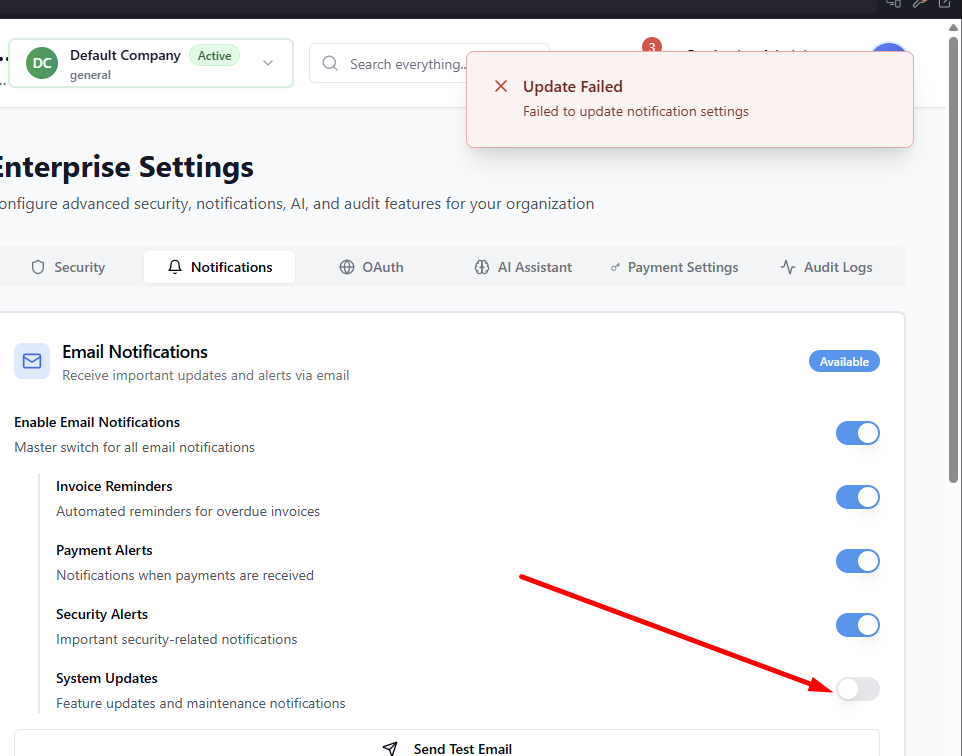 DC
Default Company
Active
general
Search everything..
3
Update Failed
Failed to update notification settings
Enterprise Settings
onfigure advanced security, notifications, AI, and audit features for your organization
Security
Notifications
OAuth
AI Assistant
Payment Settings
Audit Logs
Email Notifications
Receive important updates and alerts via email
Available
Enable Email Notifications
Master switch for all email notifications
Invoice Reminders
Automated reminders for overdue invoices
Payment Alerts
Notifications when payments are received
Security Alerts
Important security-related notifications
System Updates
Feature updates and maintenance notifications
Send Test Email